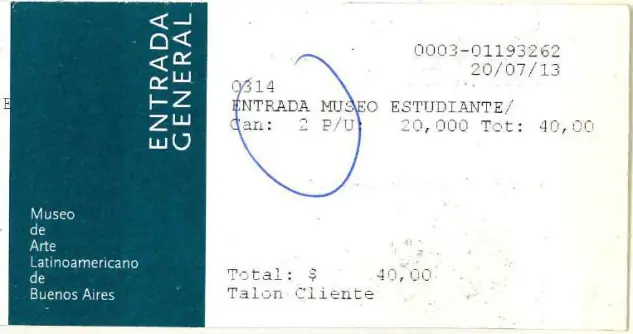 ENTRADA
GENERAL
Museo
de
Arte
Latinoamericano
de
Buenos Aires
0003-01193262
20/07/13
0314
ENTRADA MUSEO ESTUDIANTE/
Can: 2 P/U: 20,000 Tot: 40,00
Total: $ 40,00
Talon Cliente